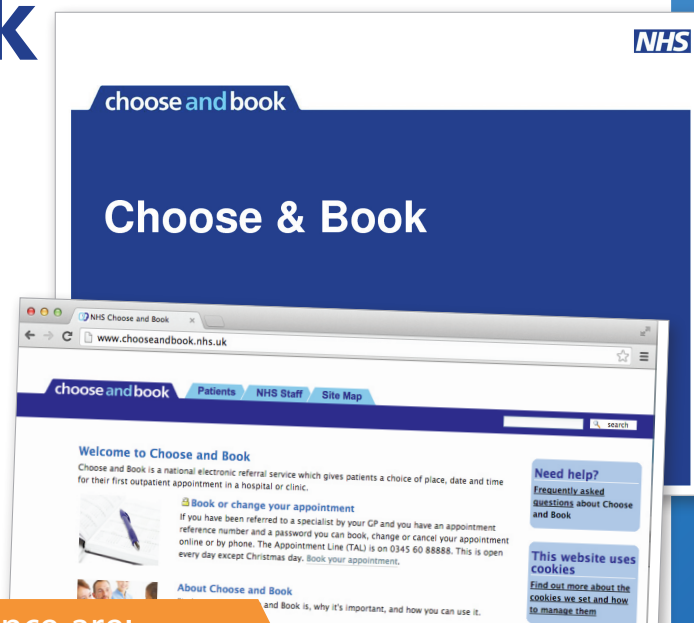 k
NHS
choose and book
Choose & Book
NHS Choose and Book
www.chooseandbook.nhs.uk
choose and book
Patients NHS Staff Site Map
search
Welcome to Choose and Book
Choose and Book is a national electronic referral service which gives patients a choice of place, date and time
for their first outpatient appointment in a hospital or clinic.
Book or change your appointment
If you have been referred to a specialist by your GP and you have an appointment
reference number and a password you can book, change or cancel your appointment
online or by phone. The Appointment Line (TAL) is on 0345 60 88888. This is open
every day except Christmas day. Book your appointment.
About Choose and Book
and Book is, why it's important, and how you can use it.
Need help?
Frequently asked
questions about Choose
and Book
This website uses
cookies
Find out more about the
cookies we set and how
to manage them
are: